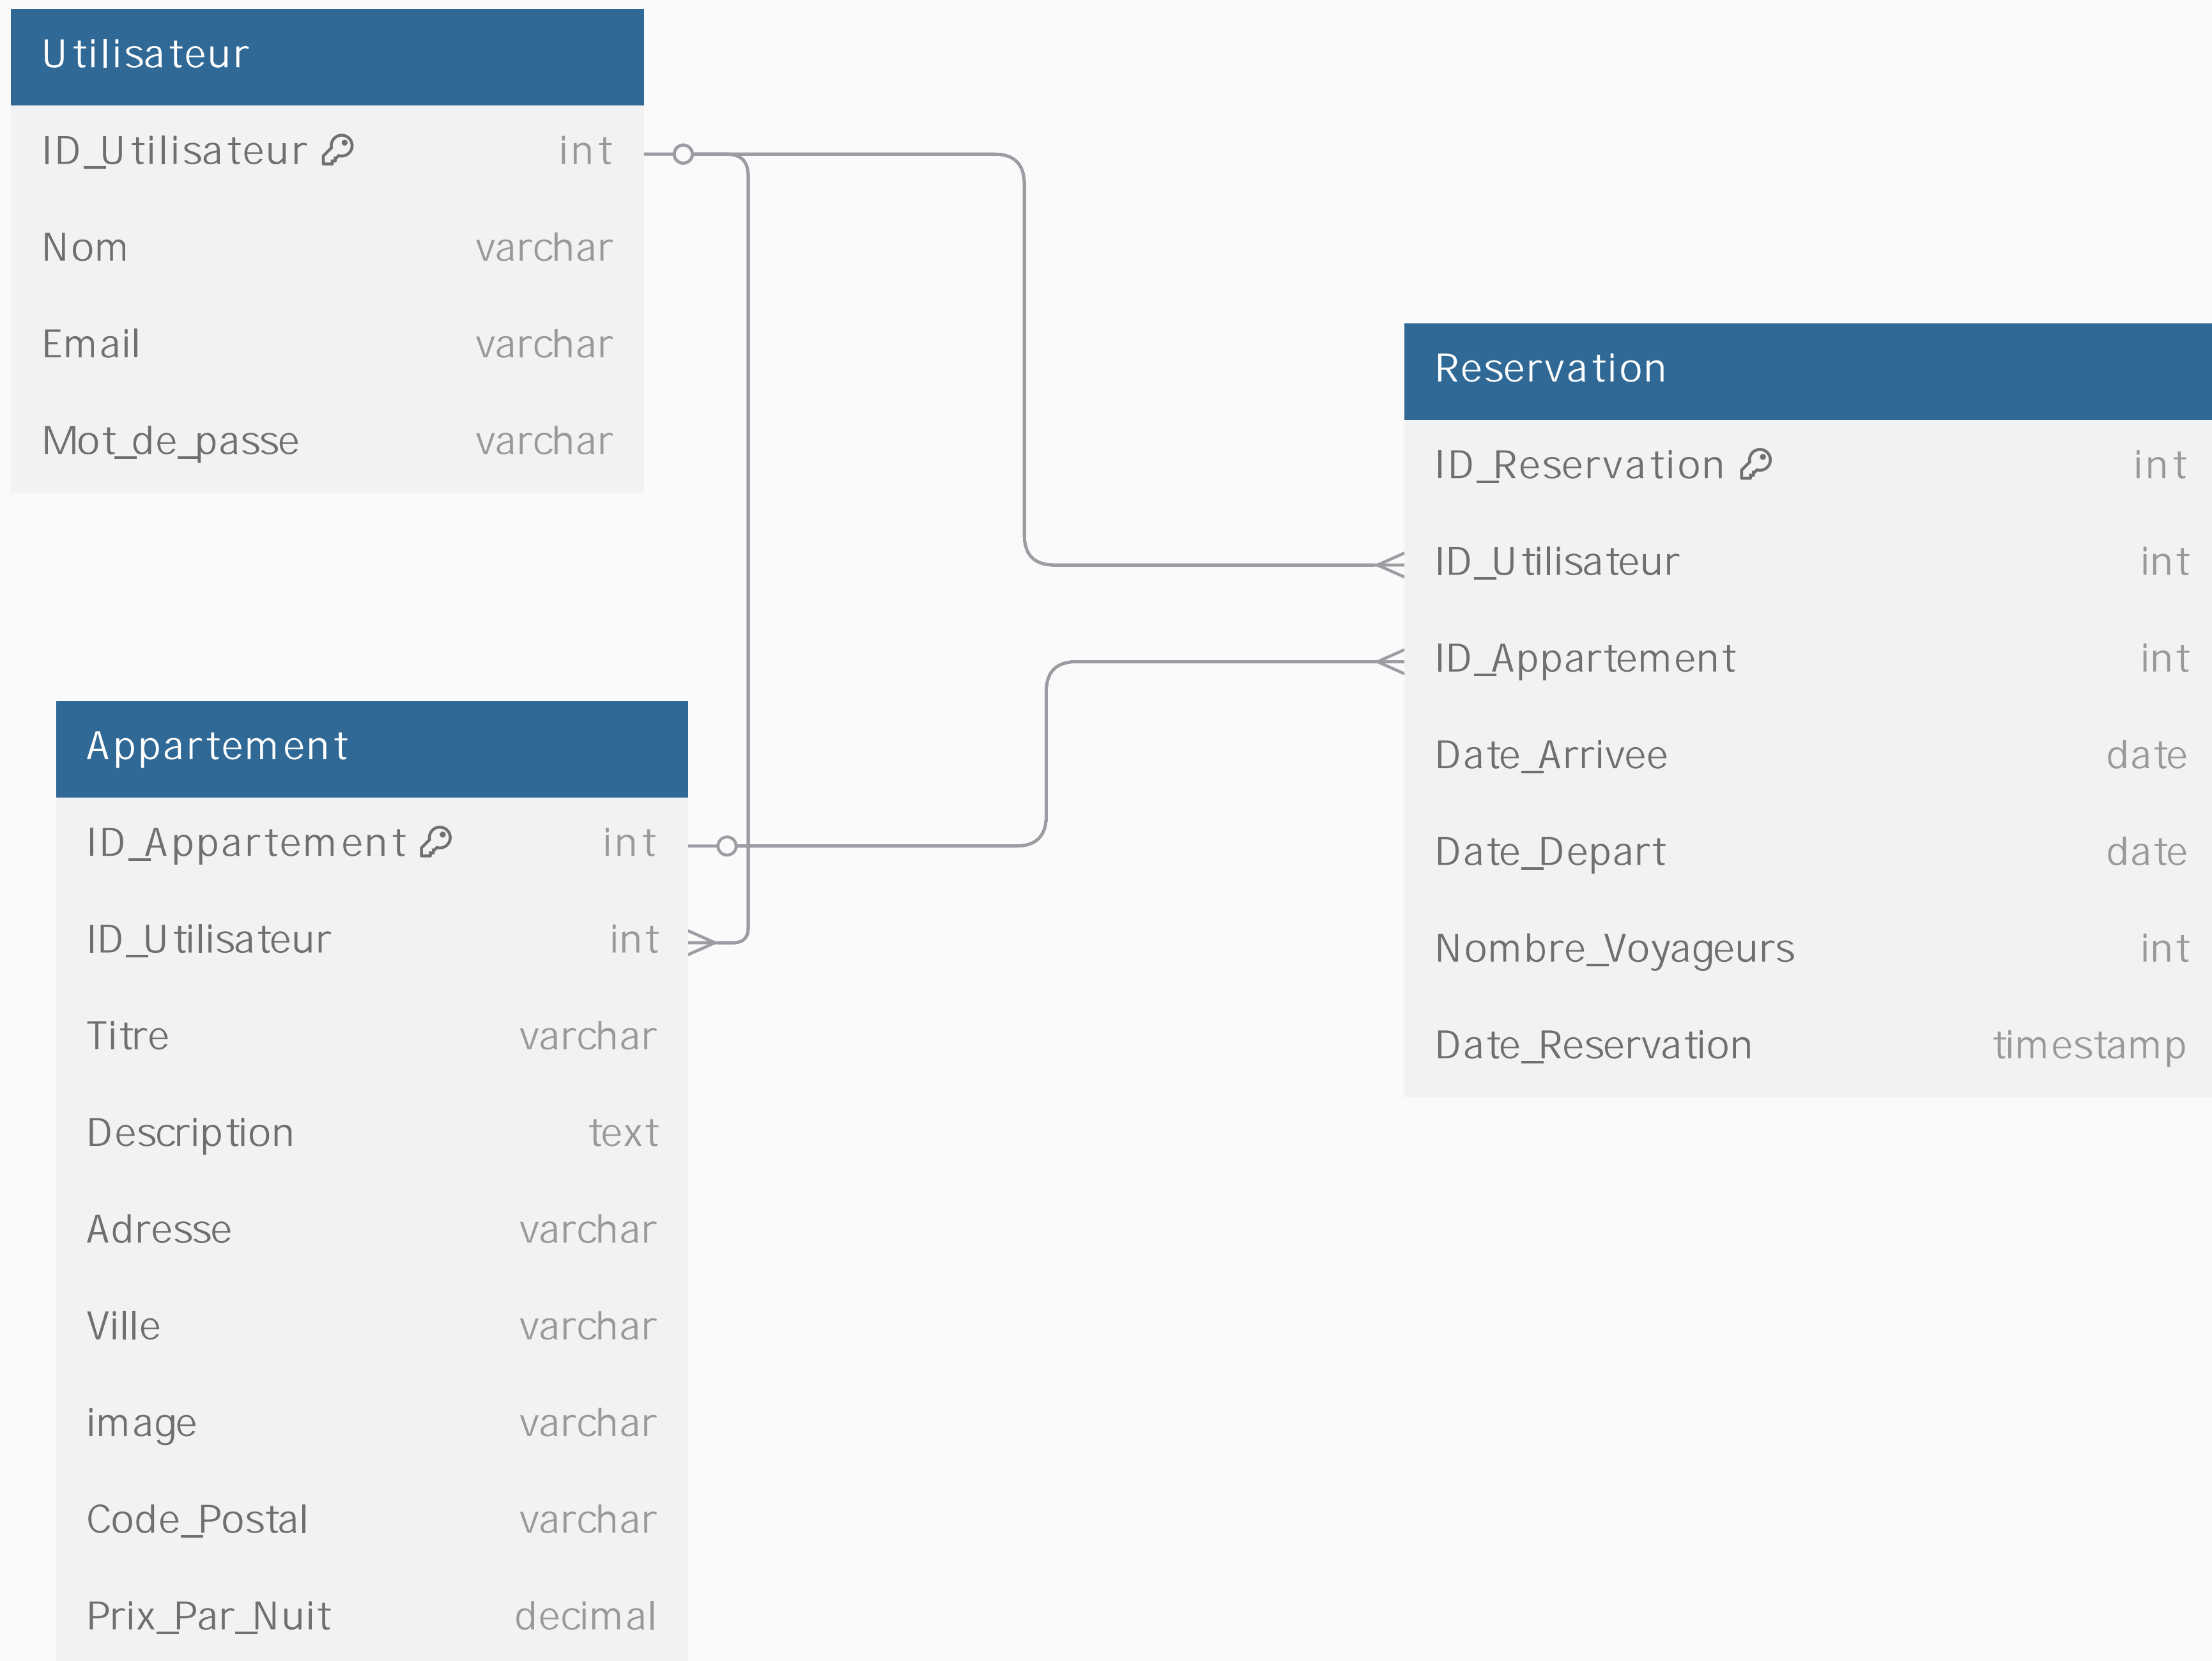 Utilisateur
ID_Utilisateur int
Nom varchar
Email varchar
Mot_de_passe varchar
Reservation
ID_Reservation int
ID_Utilisateur int
ID_Appartement int
Date_Arrivee date
Date_Depart date
Nombre_Voyageurs int
Date_Reservation timestamp
Appartement
ID_Appartement int
ID_Utilisateur int
Titre varchar
Description text
Adresse varchar
Ville varchar
image varchar
Code_Postal varchar
Prix_Par_Nuit decimal